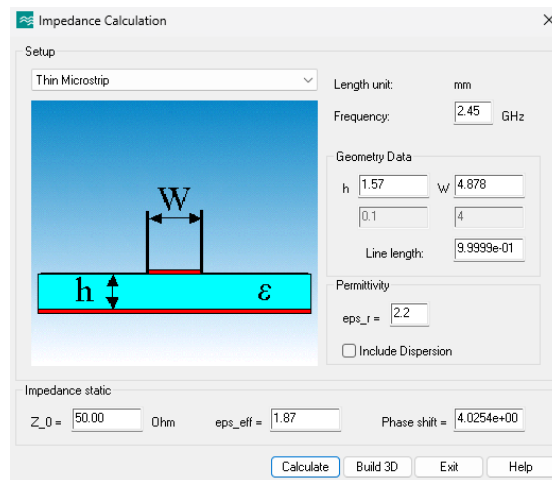 Impedance Calculation
Setup
Thin Microstrip
Length unit: mm
Frequency: 2.45 GHz
Geometry Data
h 1.57 W 4.878
0.1 4
Line length: 9.9999e-01
Permittivity
eps_r = 2.2
Include Dispersion
W
h ε
Impedance static
Z_0 = 50.00 Ohm eps_eff = 1.87 Phase shift = 4.0254e+00
Calculate Build 3D Exit Help